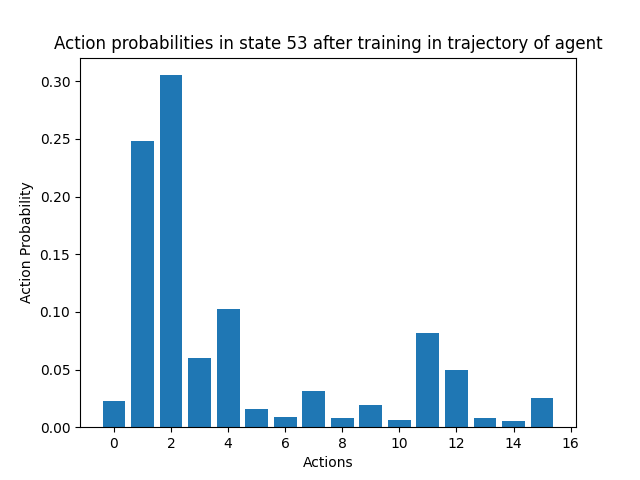 Action probabilities in state 53 after training in trajectory of agent
0.30
0.25
0.20
0.15
0.10
0.05
0.00
Action Probability
0 2 4 6 8 10 12 14 16
Actions